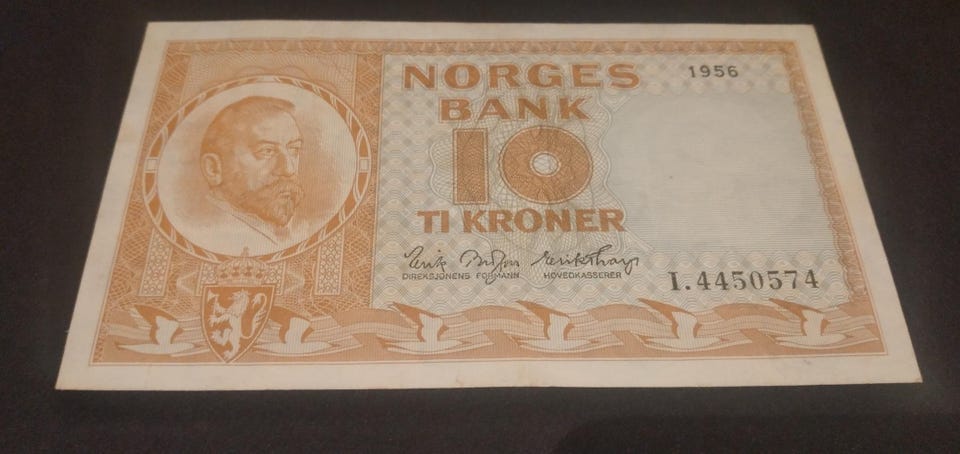 NORGES
BANK
1956
10
TI KRONER
DIREKSJONENS FORMANN
HOVEDKASSERER
I.4450574